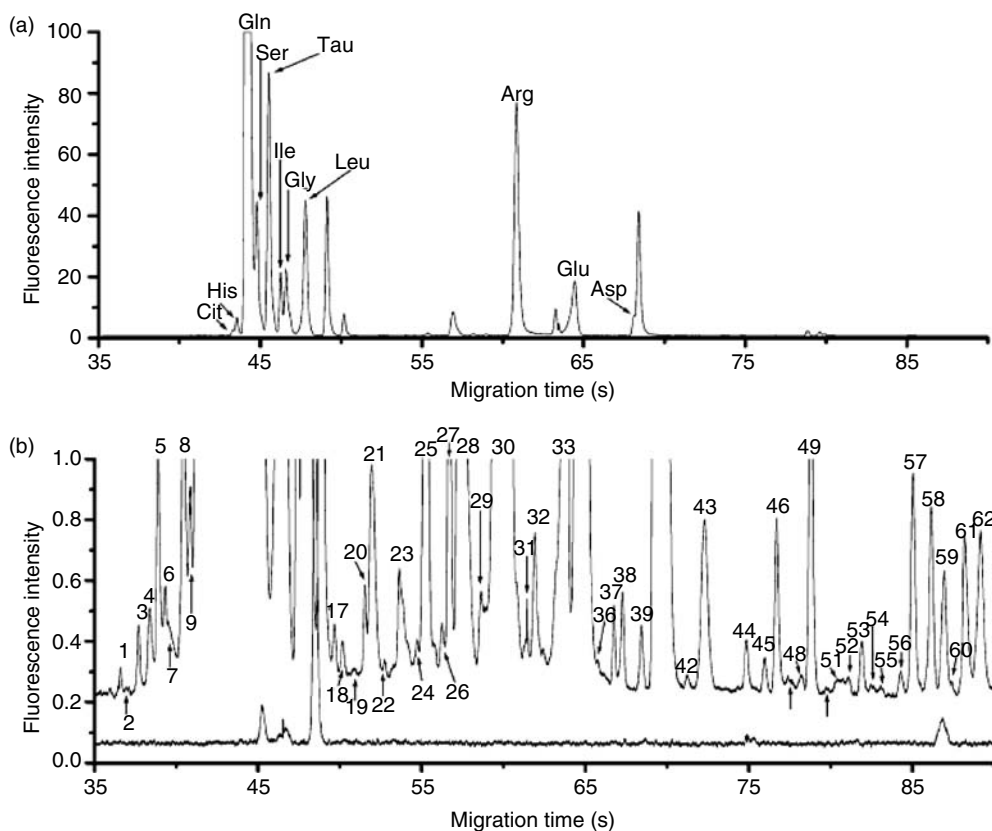 (a)
Fluorescence intensity
100
80
60
40
20
0
Gln
Ser
Tau
Ile
Gly
Leu
His
Cit
Arg
Glu
Asp
35 45 55 65 75 85
Migration time (s)
(b)
Fluorescence intensity
1.0
0.8
0.6
0.4
0.2
0.0
1 2 3 4 5 6 7 8 9
17 18 19 20 21 22 23 24 25 26 27 28 29 30 31 32 33
36 37 38 39 42 43 44 45 46 48 49
51 52 53 54 55 56 57 58 59 60 61 62
35 45 55 65 75 85
Migration time (s)